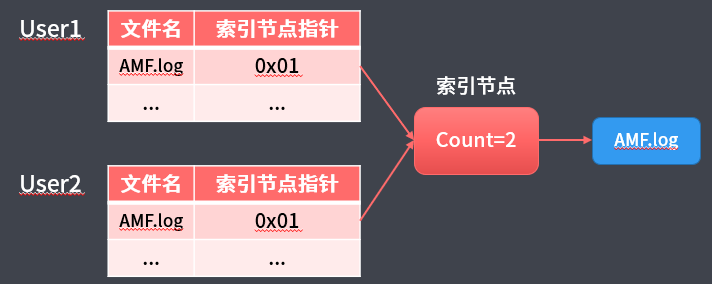 User1
文件名 索引节点指针
AMF.log 0x01
... ...
索引节点
Count=2
AMF.log
User2
文件名 索引节点指针
AMF.log 0x01
... ...